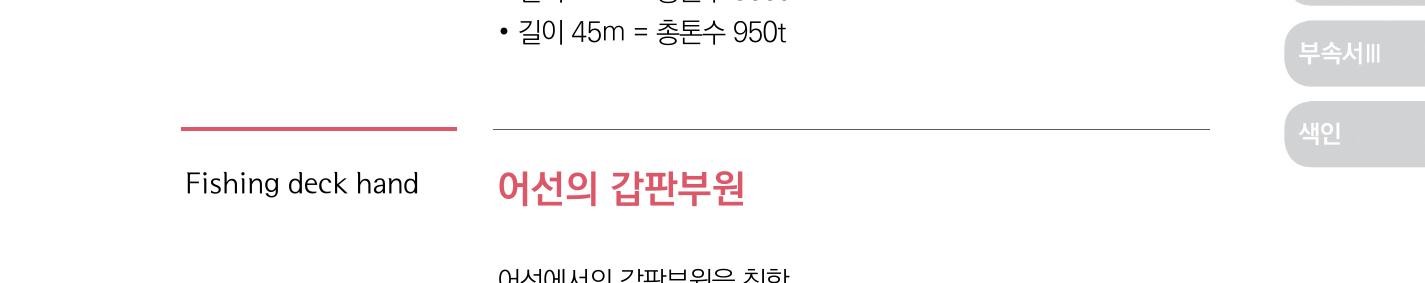 • 길이 45m = 총톤수 950t
부속서Ⅲ
색인
Fishing deck hand
어선의 갑판부원